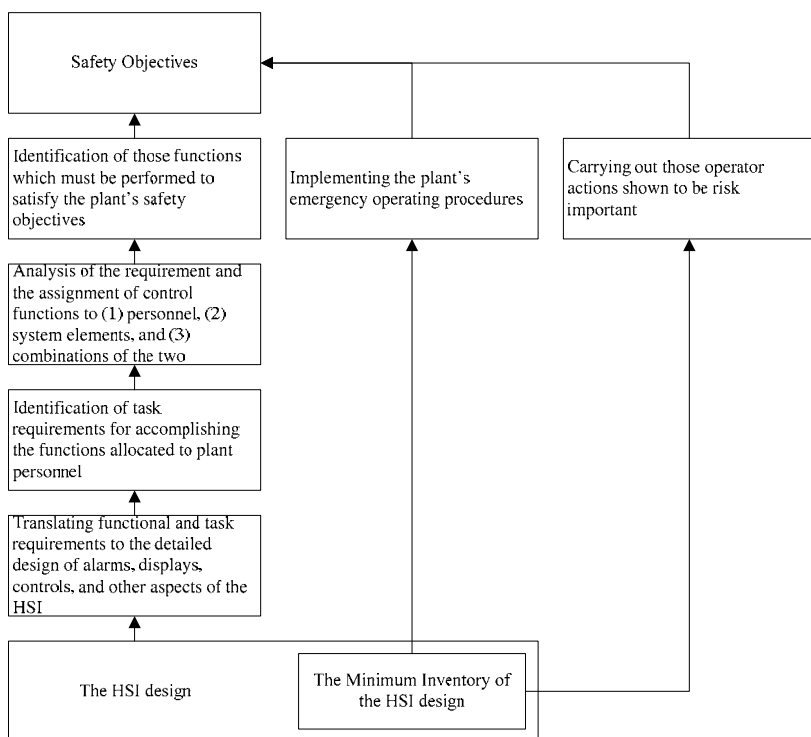 Safety Objectives
Identification of those functions
which must be performed to
satisfy the plant's safety
objectives
Implementing the plant's
emergency operating procedures
Carrying out those operator
actions shown to be risk
important
Analysis of the requirement and
the assignment of control
functions to (1) personnel, (2)
system elements, and (3)
combinations of the two
Identification of task
requirements for accomplishing
the functions allocated to plant
personnel
Translating functional and task
requirements to the detailed
design of alarms, displays,
controls, and other aspects of the
HSI
The HSI design
The Minimum Inventory of
the HSI design